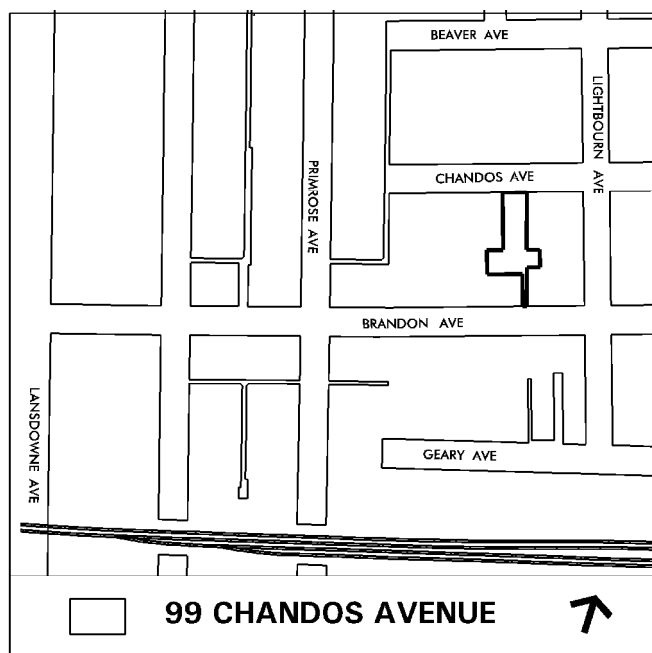 BEAVER AVE
LIGHTBOURN AVE
CHANDOS AVE
PRIMROSE AVE
BRANDON AVE
LANSDOWNE AVE
GEARY AVE
99 CHANDOS AVENUE